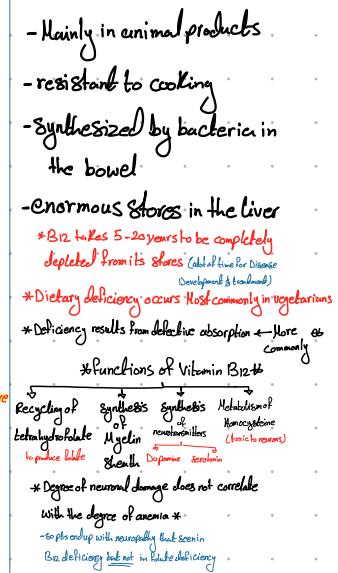 - Mainly in animal products
- resistant to cooking
- Synthesized by bacteria in
the bowel
- enormous stores in the liver
* B12 takes 5-20 years to be completely
depleted from its stores (alot of time for Disease
Development & treatment)
* Dietary deficiency occurs Most commonly in vegetarians
* Deficiency results from defective absorption ← More
commonly
* functions of Vitamin B12 *
Recycling of
tetrahydrofolate
to produce folate
Synthesis
of
Myelin
Sheath
Synthesis
of
neurotransmitters
Dopamine serotonin
Metabolism of
Homocysteine
(toxic to neurons)
* Degree of neuronal damage does not correlate
with the degree of anemia *
- so pts end up with neuropathy that seen in
B12 deficiency but not in folate deficiency